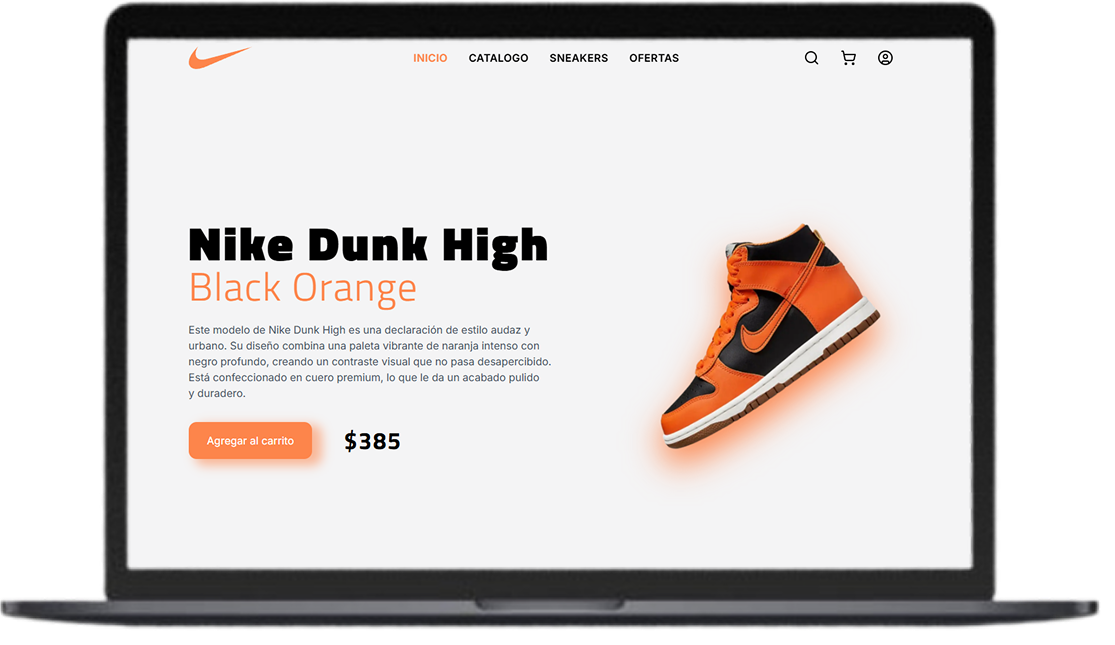 INICIO CATALOGO SNEAKERS OFERTAS
Nike Dunk High
Black Orange
Este modelo de Nike Dunk High es una declaración de estilo audaz y
urbano. Su diseño combina una paleta vibrante de naranja intenso con
negro profundo, creando un contraste visual que no pasa desapercibido.
Está confeccionado en cuero premium, lo que le da un acabado pulido
y duradero.
Agregar al carrito $385